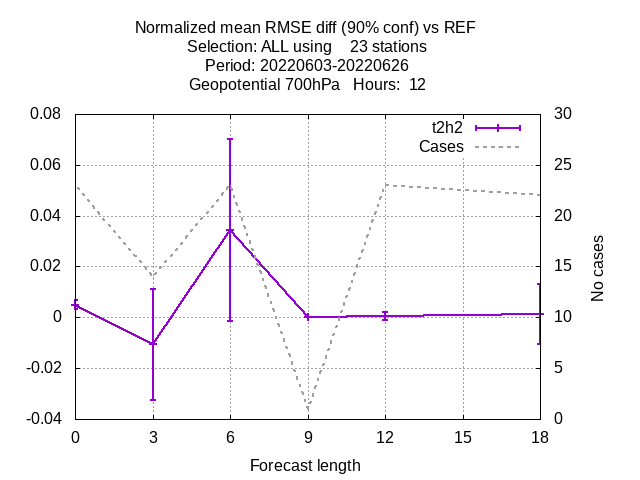 Normalized mean RMSE diff (90% conf) vs REF
Selection: ALL using    23 stations
Period: 20220603-20220626
Geopotential 700hPa   Hours:  12
0.08
0.06
0.04
0.02
0
-0.02
-0.04
t2h2
Cases
30
25
20
15
10
5
0
No cases
0 3 6 9 12 15 18
Forecast length